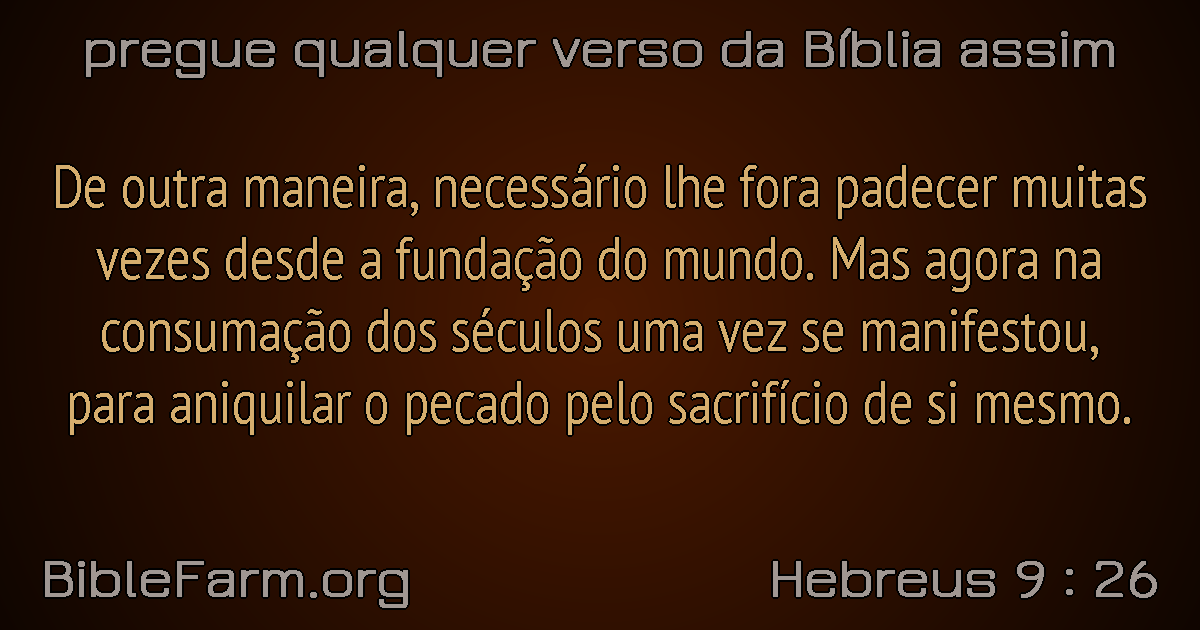 pregue qualquer verso da Bíblia assim
De outra maneira, necessário lhe fora padecer muitas
vezes desde a fundação do mundo. Mas agora na
consumação dos séculos uma vez se manifestou,
para aniquilar o pecado pelo sacrifício de si mesmo.
BibleFarm.org
Hebreus 9 : 26